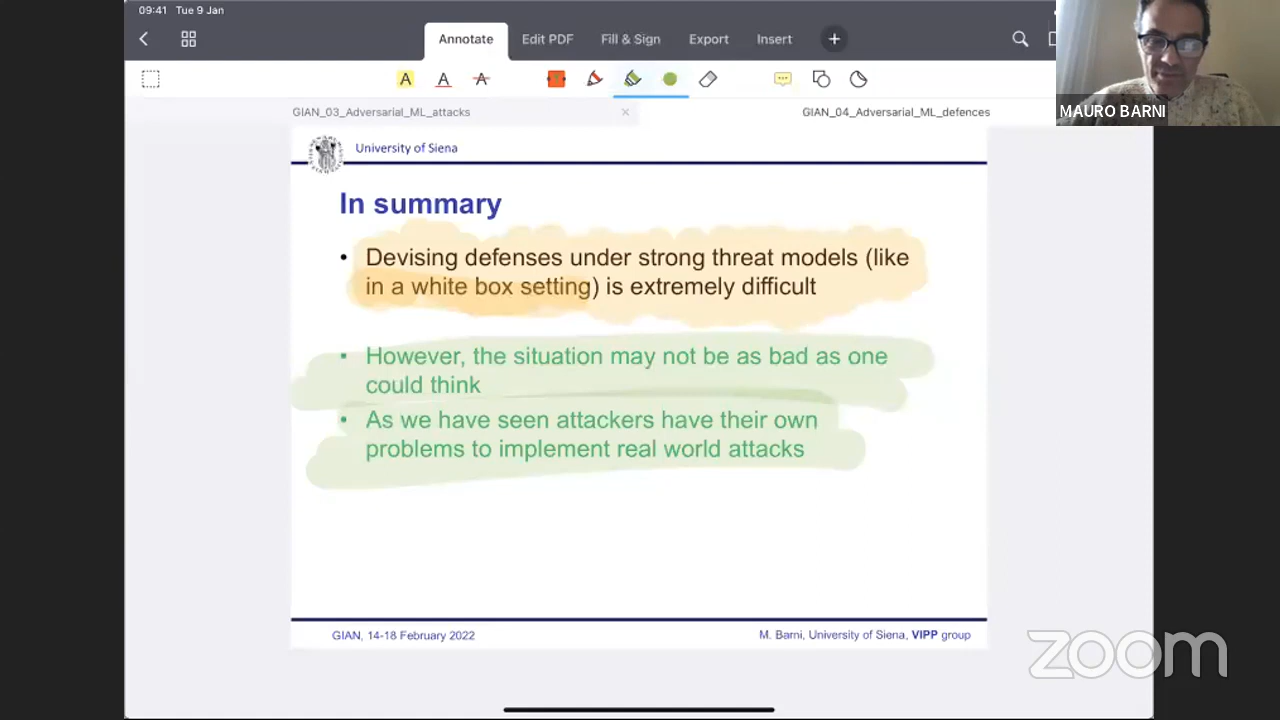 09:41 Tue 9 Jan
Annotate Edit PDF Fill & Sign Export Insert
A A A
MAURO BARNI
GIAN_03_Adversarial_ML_attacks
GIAN_04_Adversarial_ML_defences
University of Siena
In summary
• Devising defenses under strong threat models (like
in a white box setting) is extremely difficult
• However, the situation may not be as bad as one
could think
• As we have seen attackers have their own
problems to implement real world attacks
GIAN, 14-18 February 2022
M. Barni, University of Siena, VIPP group
zoom